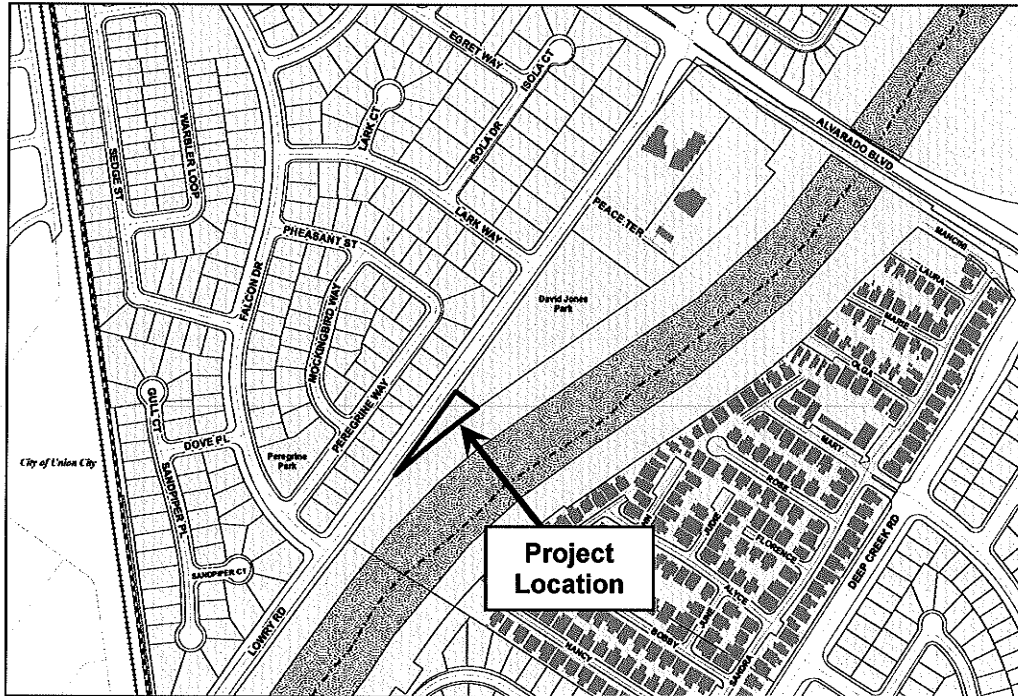 EGRET WAY
ISOLA CT
LARK CT
ISOLA DR
WARBLER LOOP
SEDGE ST
ALVARADO BLVD
LARK WAY
PEACE TER
PHEASANT ST
MANCINI
LAURA
MARIE
OLGA
David Jones
Park
FALCON DR
MOCKINGBIRD WAY
PEREGRINE WAY
GULL CT
DOVE PL
MARY
Peregrine
Park
City of Union City
ROSE
SANDPIPER PL
JUDY
FLORENCE
DEEP CREEK RD
Project
Location
SANDPIPER CT
ALYCE
LOWRY RD
BOBBY
NANCY
SANDRA